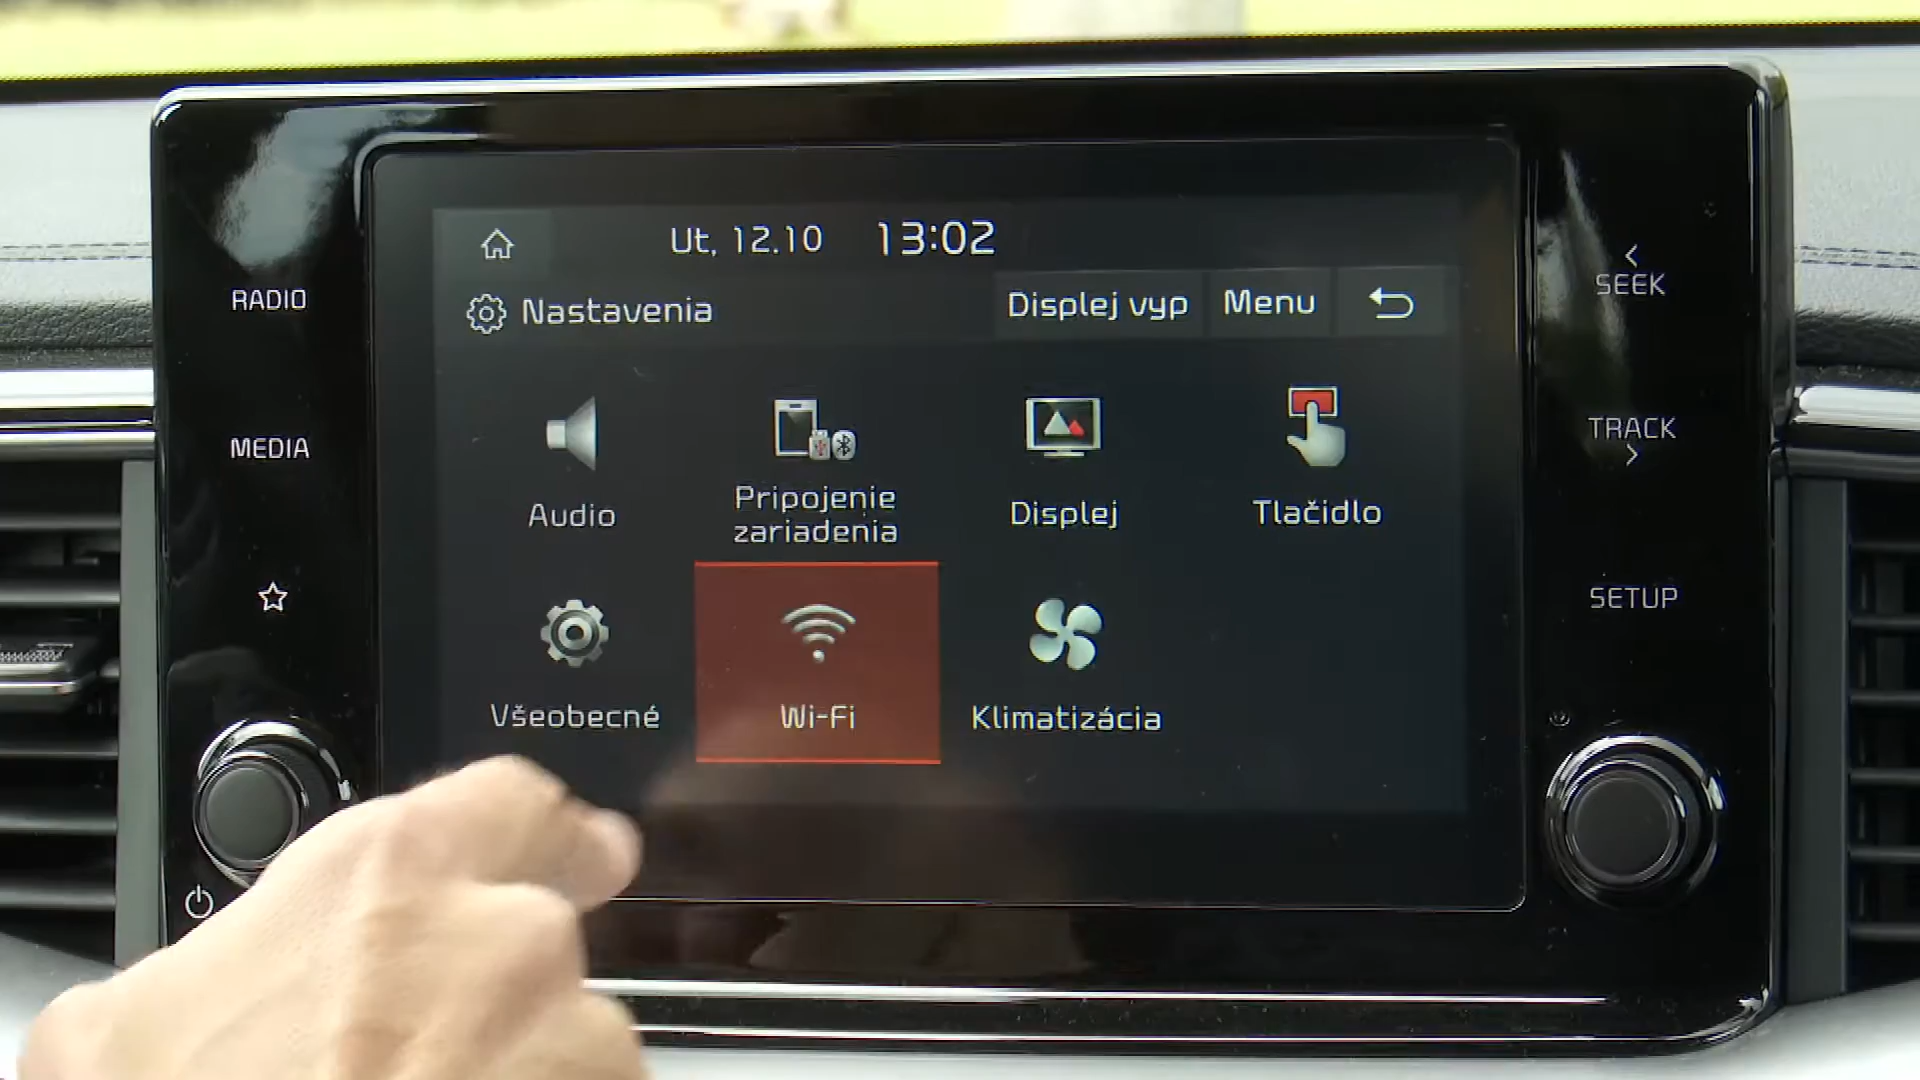 Ut, 12.10 13:02
Nastavenia
Displej vyp
Menu
RADIO
MEDIA
Audio
Pripojenie
zariadenia
Displej
Tlačidlo
Všeobecné
Wi-Fi
Klimatizácia
SEEK
TRACK
SETUP